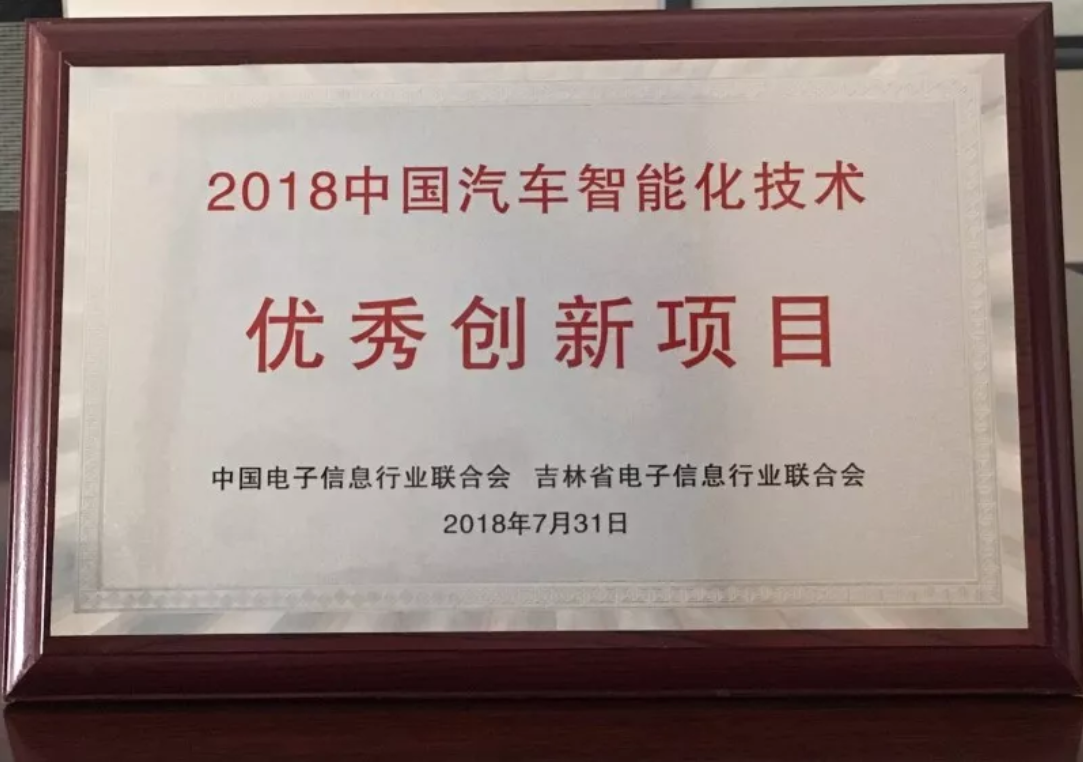 2018中国汽车智能化技术
优秀创新项目
中国电子信息行业联合会 吉林省电子信息行业联合会
2018年7月31日